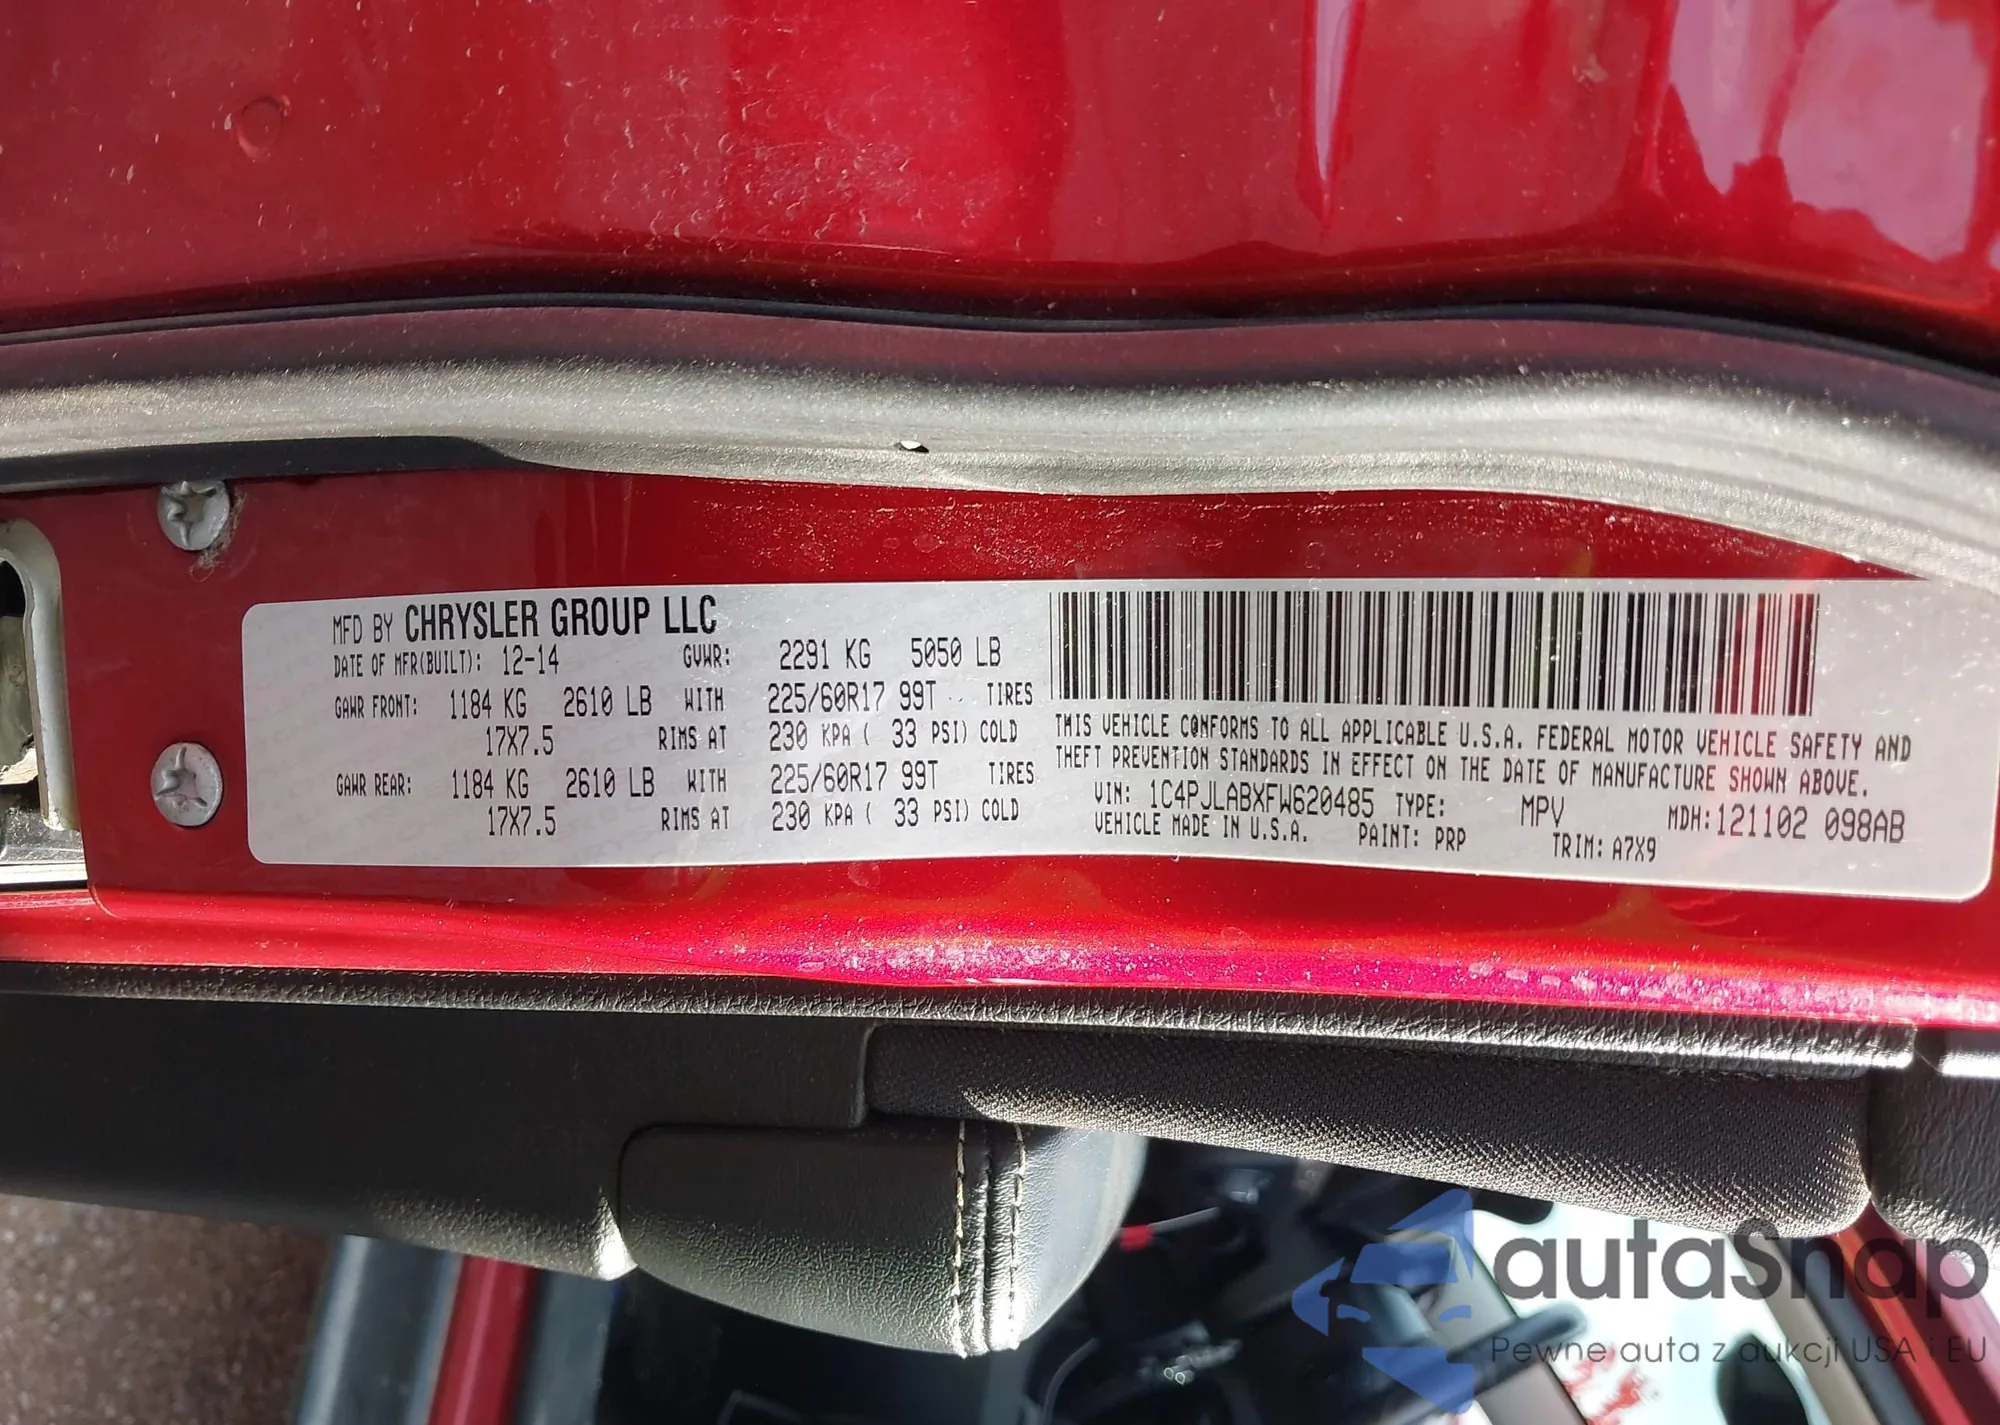 MFD BY CHRYSLER GROUP LLC
DATE OF MFR(BUILT): 12-14 GVWR: 2291 KG 5050 LB
GAWR FRONT: 1184 KG 2610 LB WITH 225/60R17 99T TIRES
17X7.5 RIMS AT 230 KPA ( 33 PSI) COLD
GAWR REAR: 1184 KG 2610 LB WITH 225/60R17 99T TIRES
17X7.5 RIMS AT 230 KPA ( 33 PSI) COLD
THIS VEHICLE CONFORMS TO ALL APPLICABLE U.S.A. FEDERAL MOTOR VEHICLE SAFETY AND
THEFT PREVENTION STANDARDS IN EFFECT ON THE DATE OF MANUFACTURE SHOWN ABOVE.
VIN: 1C4PJLABXFW620485 TYPE: MPV MDH:121102 098AB
VEHICLE MADE IN U.S.A. PAINT: PRP TRIM: A7X9
autaSnap
Pewne auta z aukcji USA i EU